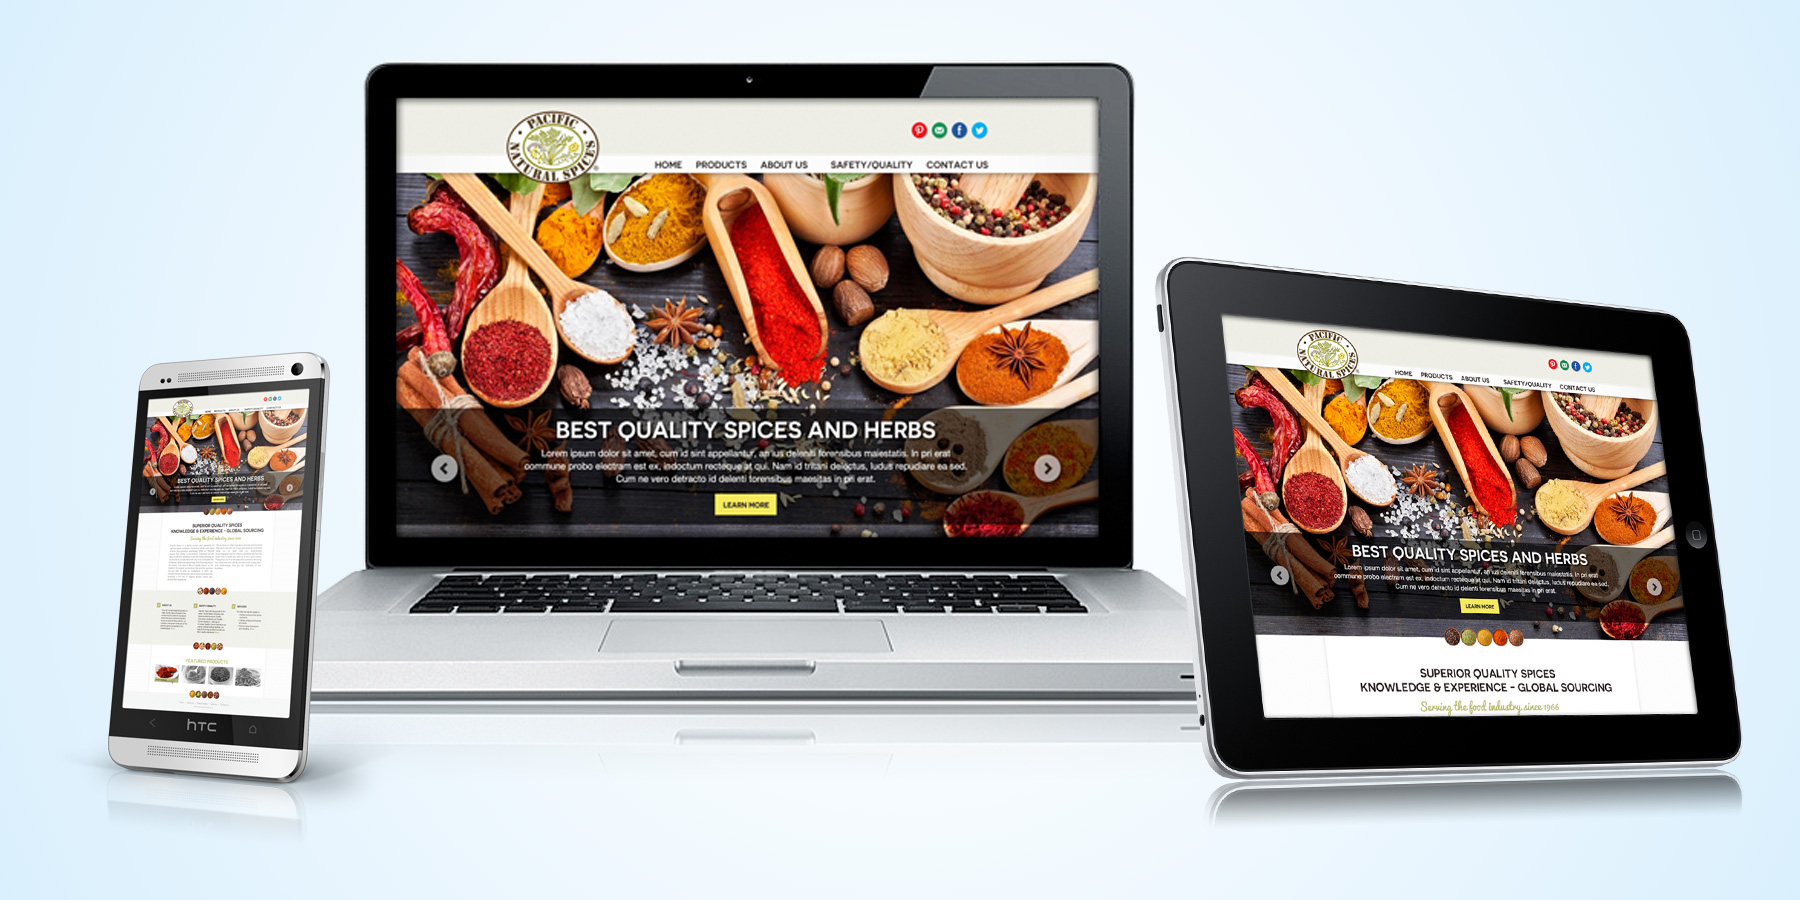 PACIFIC
NATURAL SPICES
HOME PRODUCTS ABOUT US SAFETY/QUALITY CONTACT US
BEST QUALITY SPICES AND HERBS
Lorem ipsum dolor sit amet, cum id sint appellantur, an ius deleniti forensibus maiestatis. In pri erat
commune probo electram est ex, indoctum recteque at qui. Nam id tritani delectus, ludus repudiare ea sed.
Cum ne vero detracto id delenti forensibus maesitas in pri erat.
LEARN MORE
PACIFIC
NATURAL SPICES
HOME PRODUCTS ABOUT US SAFETY/QUALITY CONTACT US
BEST QUALITY SPICES AND HERBS
Lorem ipsum dolor sit amet, cum id sint appellantur, an ius deleniti forensibus maiestatis. In pri erat
commune probo electram est ex, indoctum recteque at qui. Nam id tritani delectus, ludus repudiare ea sed.
Cum ne vero detracto id delenti forensibus maesitas in pri erat.
LEARN MORE
SUPERIOR QUALITY SPICES
KNOWLEDGE & EXPERIENCE - GLOBAL SOURCING
Serving the food industry since 1966
BEST QUALITY SPICES AND HERBS
SUPERIOR QUALITY SPICES
KNOWLEDGE & EXPERIENCE - GLOBAL SOURCING
Serving the food industry since 1966
FEATURED PRODUCTS
hTC